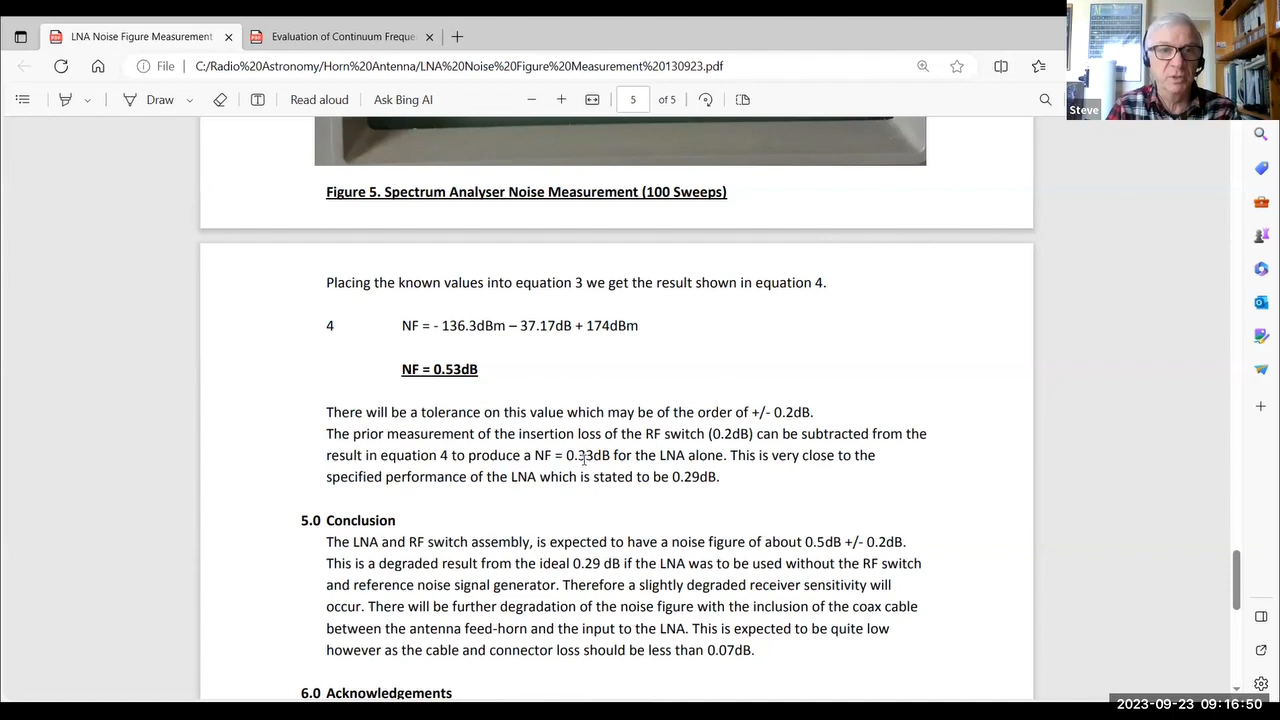 LNA Noise Figure Measurement
Evaluation of Continuum Freque
File
C:/Radio%20Astronomy/Horn%20Antenna/LNA%20Noise%20Figure%20Measurement%20130923.pdf
Draw
Read aloud
Ask Bing AI
5
of 5
Steve
Figure 5. Spectrum Analyser Noise Measurement (100 Sweeps)
Placing the known values into equation 3 we get the result shown in equation 4.
4 NF = - 136.3dBm – 37.17dB + 174dBm
NF = 0.53dB
There will be a tolerance on this value which may be of the order of +/- 0.2dB.
The prior measurement of the insertion loss of the RF switch (0.2dB) can be subtracted from the
result in equation 4 to produce a NF = 0.33dB for the LNA alone. This is very close to the
specified performance of the LNA which is stated to be 0.29dB.
5.0 Conclusion
The LNA and RF switch assembly, is expected to have a noise figure of about 0.5dB +/- 0.2dB.
This is a degraded result from the ideal 0.29 dB if the LNA was to be used without the RF switch
and reference noise signal generator. Therefore a slightly degraded receiver sensitivity will
occur. There will be further degradation of the noise figure with the inclusion of the coax cable
between the antenna feed-horn and the input to the LNA. This is expected to be quite low
however as the cable and connector loss should be less than 0.07dB.
6.0 Acknowledgements
2023-09-23 09:16:50